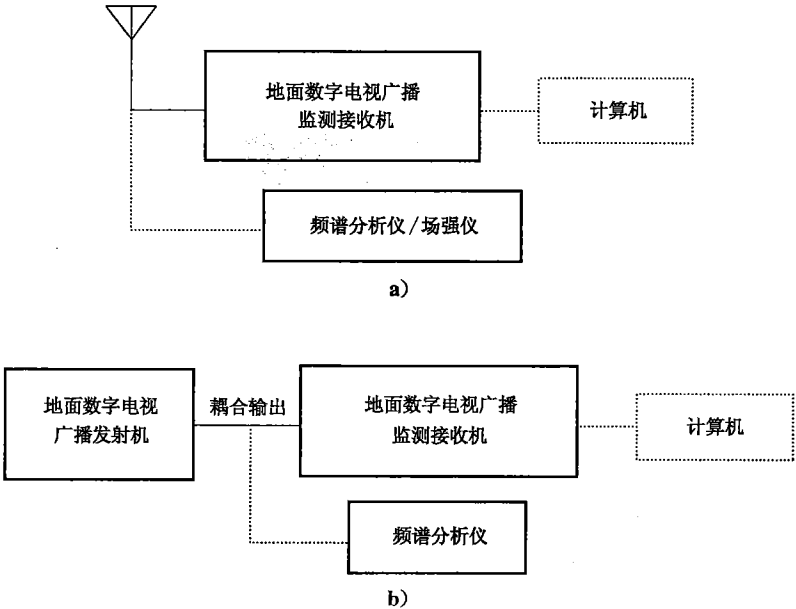 地面数字电视广播
监测接收机
计算机
频谱分析仪/场强仪
a）
地面数字电视
广播发射机
耦合输出
地面数字电视广播
监测接收机
计算机
频谱分析仪
b）